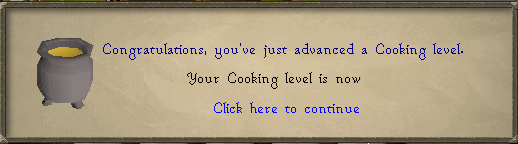 Congratulations, you've just advanced a Cooking level.
Your Cooking level is now
Click here to continue